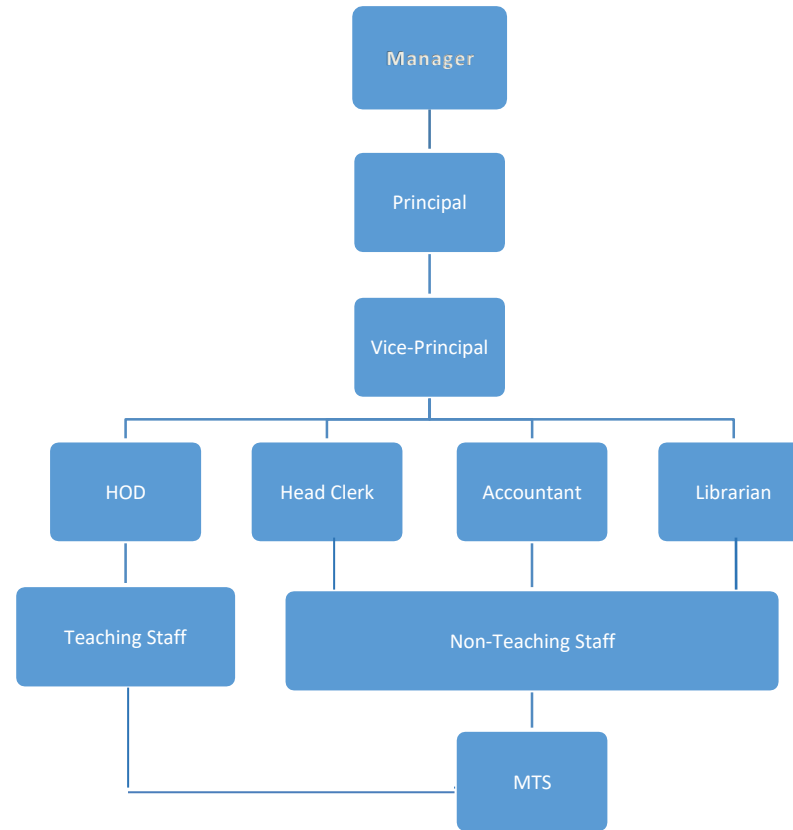 Manager
Principal
Vice-Principal
HOD
Head Clerk
Accountant
Librarian
Teaching Staff
Non-Teaching Staff
MTS